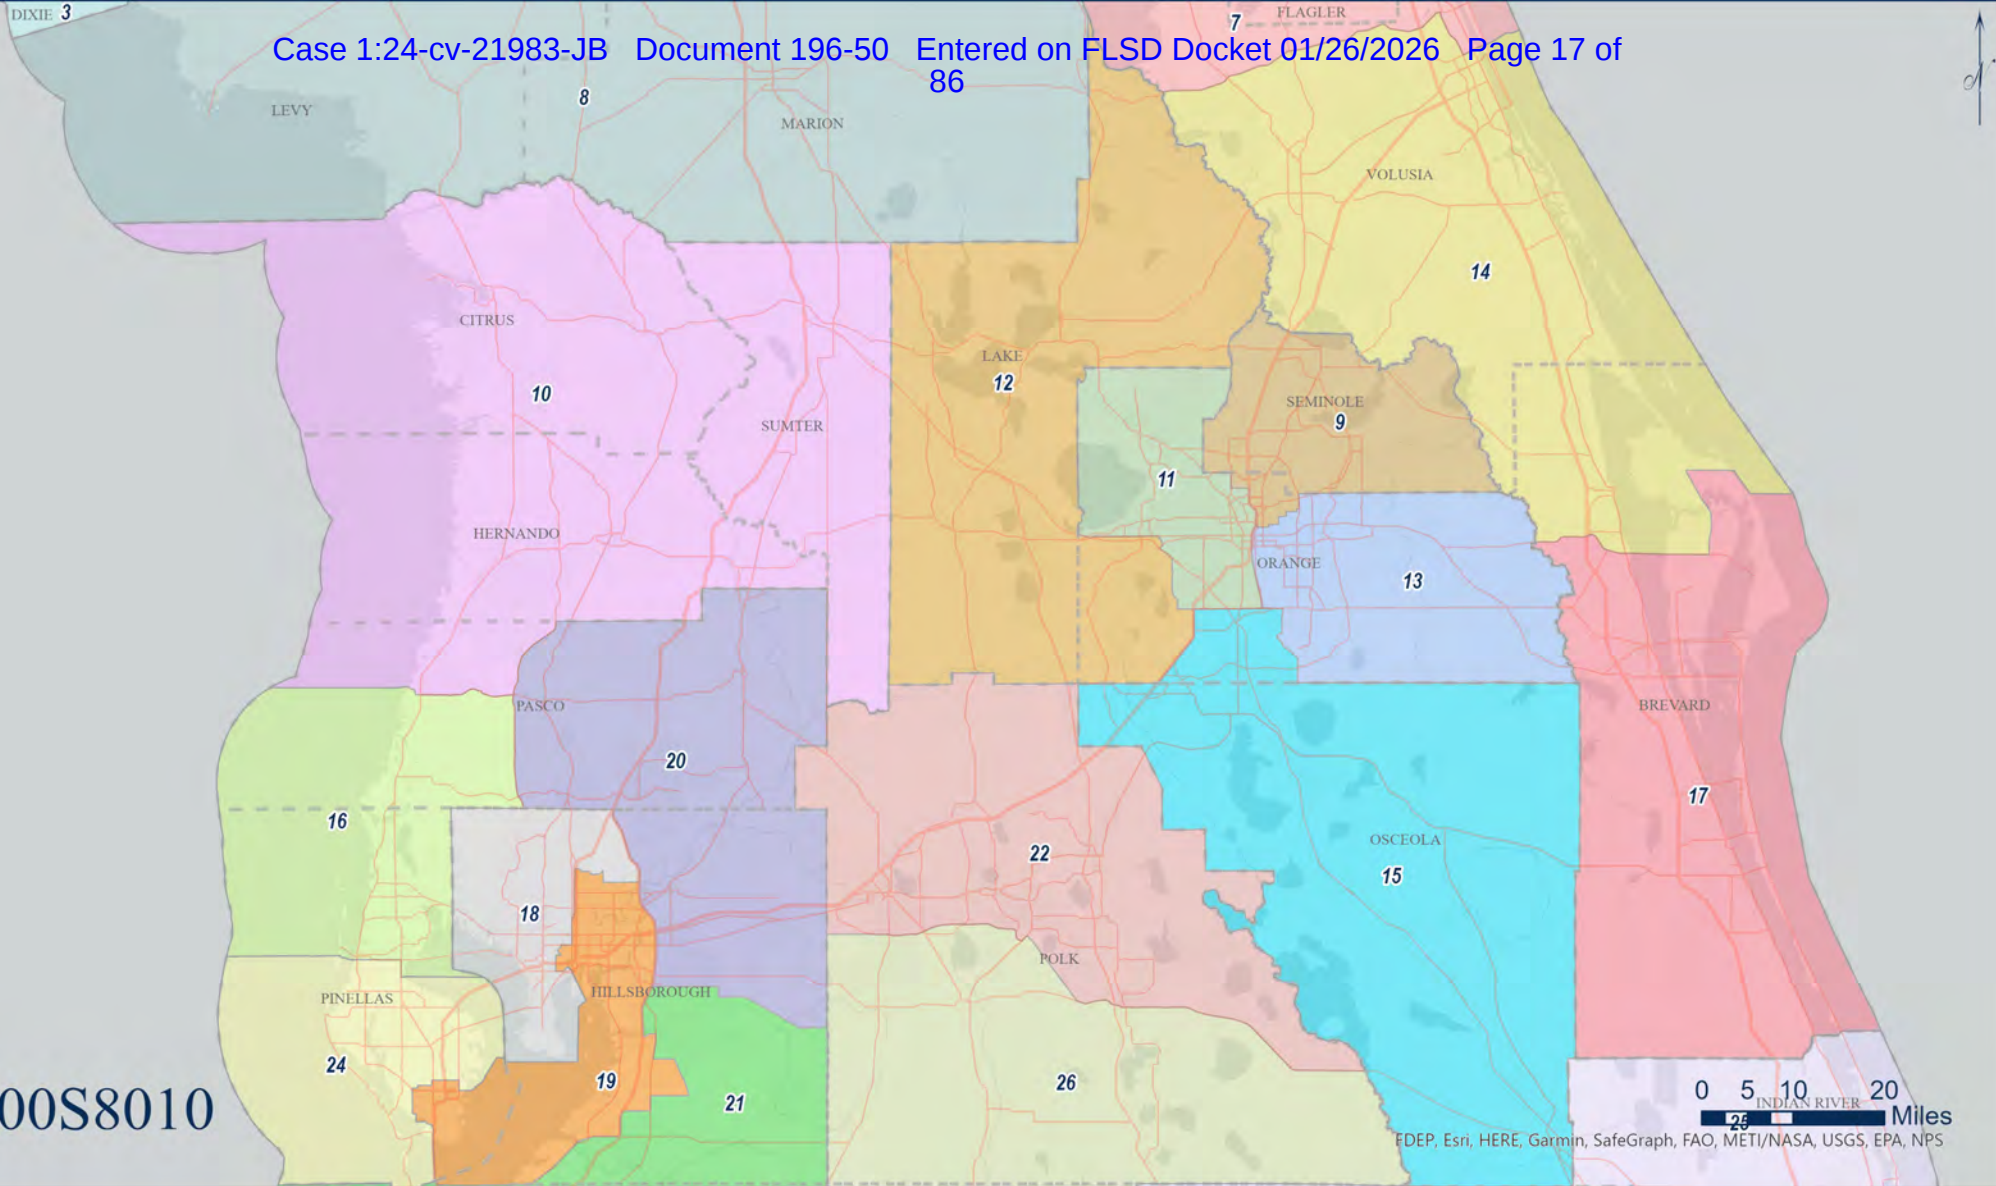 DIXIE 3
7 FLAGLER
Case 1:24-cv-21983-JB Document 196-50 Entered on FLSD Docket 01/26/2026 Page 17 of
86
N
LEVY
8
MARION
VOLUSIA
14
CITRUS
LAKE
12
10
SEMINOLE
9
SUMTER
11
HERNANDO
ORANGE
13
PASCO
BREVARD
20
17
16
OSCEOLA
22
15
18
POLK
PINELLAS
HILLSBOROUGH
24
19
21
26
00S8010
0 5 10 20
INDIAN RIVER
Miles
25
FDEP, Esri, HERE, Garmin, SafeGraph, FAO, METI/NASA, USGS, EPA, NPS